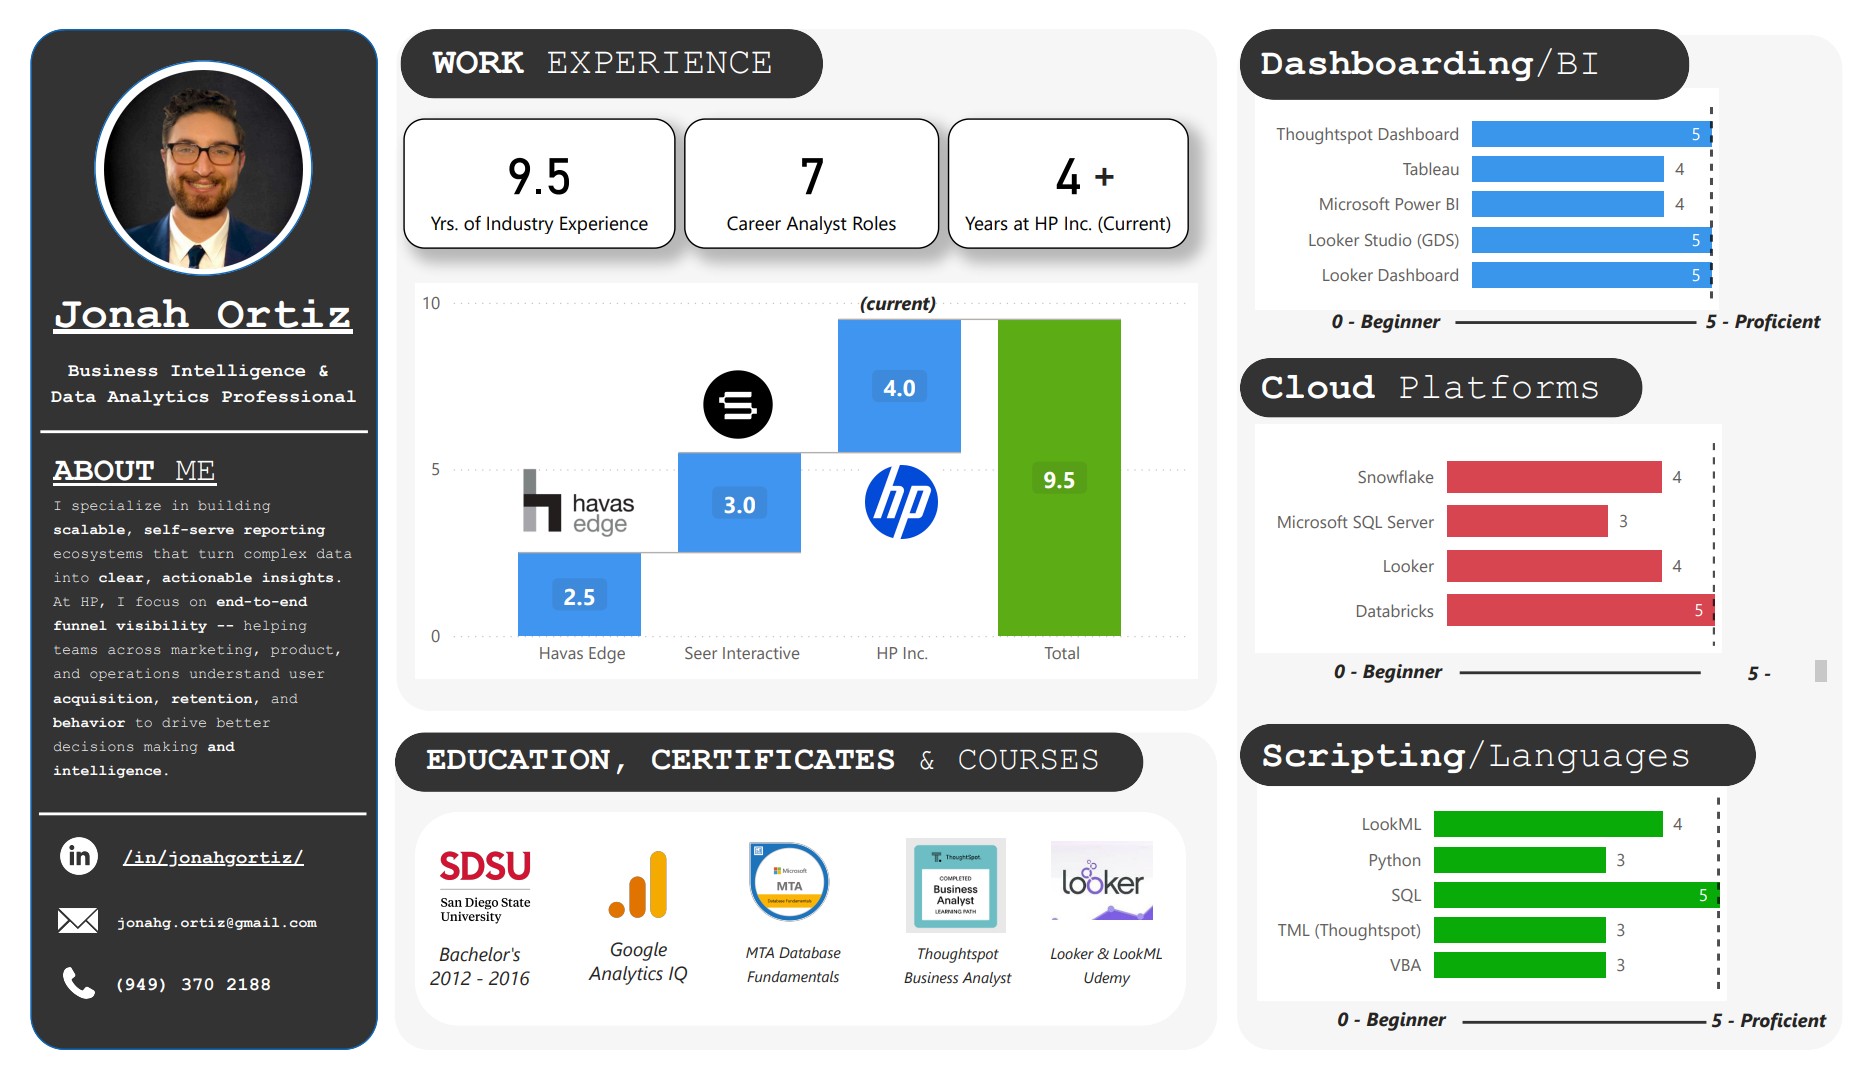 Jonah Ortiz
Business Intelligence &
Data Analytics Professional
ABOUT ME
I specialize in building
scalable, self-serve reporting
ecosystems that turn complex data
into clear, actionable insights.
At HP, I focus on end-to-end
funnel visibility -- helping
teams across marketing, product,
and operations understand user
acquisition, retention, and
behavior to drive better
decisions making and
intelligence.
in
/in/jonahgortiz/
jonahg.ortiz@gmail.com
(949) 370 2188
WORK EXPERIENCE
9.5
Yrs. of Industry Experience
7
Career Analyst Roles
4 +
Years at HP Inc. (Current)
10
5
0
(current)
havas
edge
hp
2.5
3.0
4.0
9.5
Havas Edge
Seer Interactive
HP Inc.
Total
EDUCATION, CERTIFICATES & COURSES
SDSU
San Diego State
University
Bachelor's
2012 - 2016
Google
Analytics IQ
Microsoft
MTA
Database Fundamentals
MTA Database
Fundamentals
ThoughtSpot
COMPLETED
Business
Analyst
LEARNING PATH
Thoughtspot
Business Analyst
looker
Looker & LookML
Udemy
Dashboarding/BI
Thoughtspot Dashboard 5
Tableau 4
Microsoft Power BI 4
Looker Studio (GDS) 5
Looker Dashboard 5
0 - Beginner 5 - Proficient
Cloud Platforms
Snowflake 4
Microsoft SQL Server 3
Looker 4
Databricks 5
0 - Beginner 5 -
Scripting/Languages
LookML 4
Python 3
SQL 5
TML (Thoughtspot) 3
VBA 3
0 - Beginner 5 - Proficient